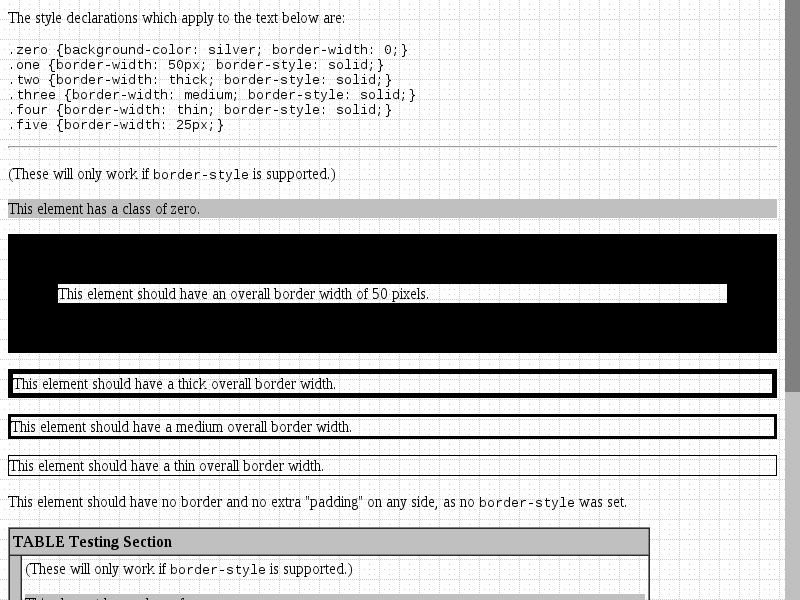 The style declarations which apply to the text below are:
.zero {background-color: silver; border-width: 0;}
.one {border-width: 50px; border-style: solid;}
.two {border-width: thick; border-style: solid;}
.three {border-width: medium; border-style: solid;}
.four {border-width: thin; border-style: solid;}
.five {border-width: 25px;}
(These will only work if border-style is supported.)
This element has a class of zero.
This element should have an overall border width of 50 pixels.
This element should have a thick overall border width.
This element should have a medium overall border width.
This element should have a thin overall border width.
This element should have no border and no extra "padding" on any side, as no border-style was set.
TABLE Testing Section
(These will only work if border-style is supported.)